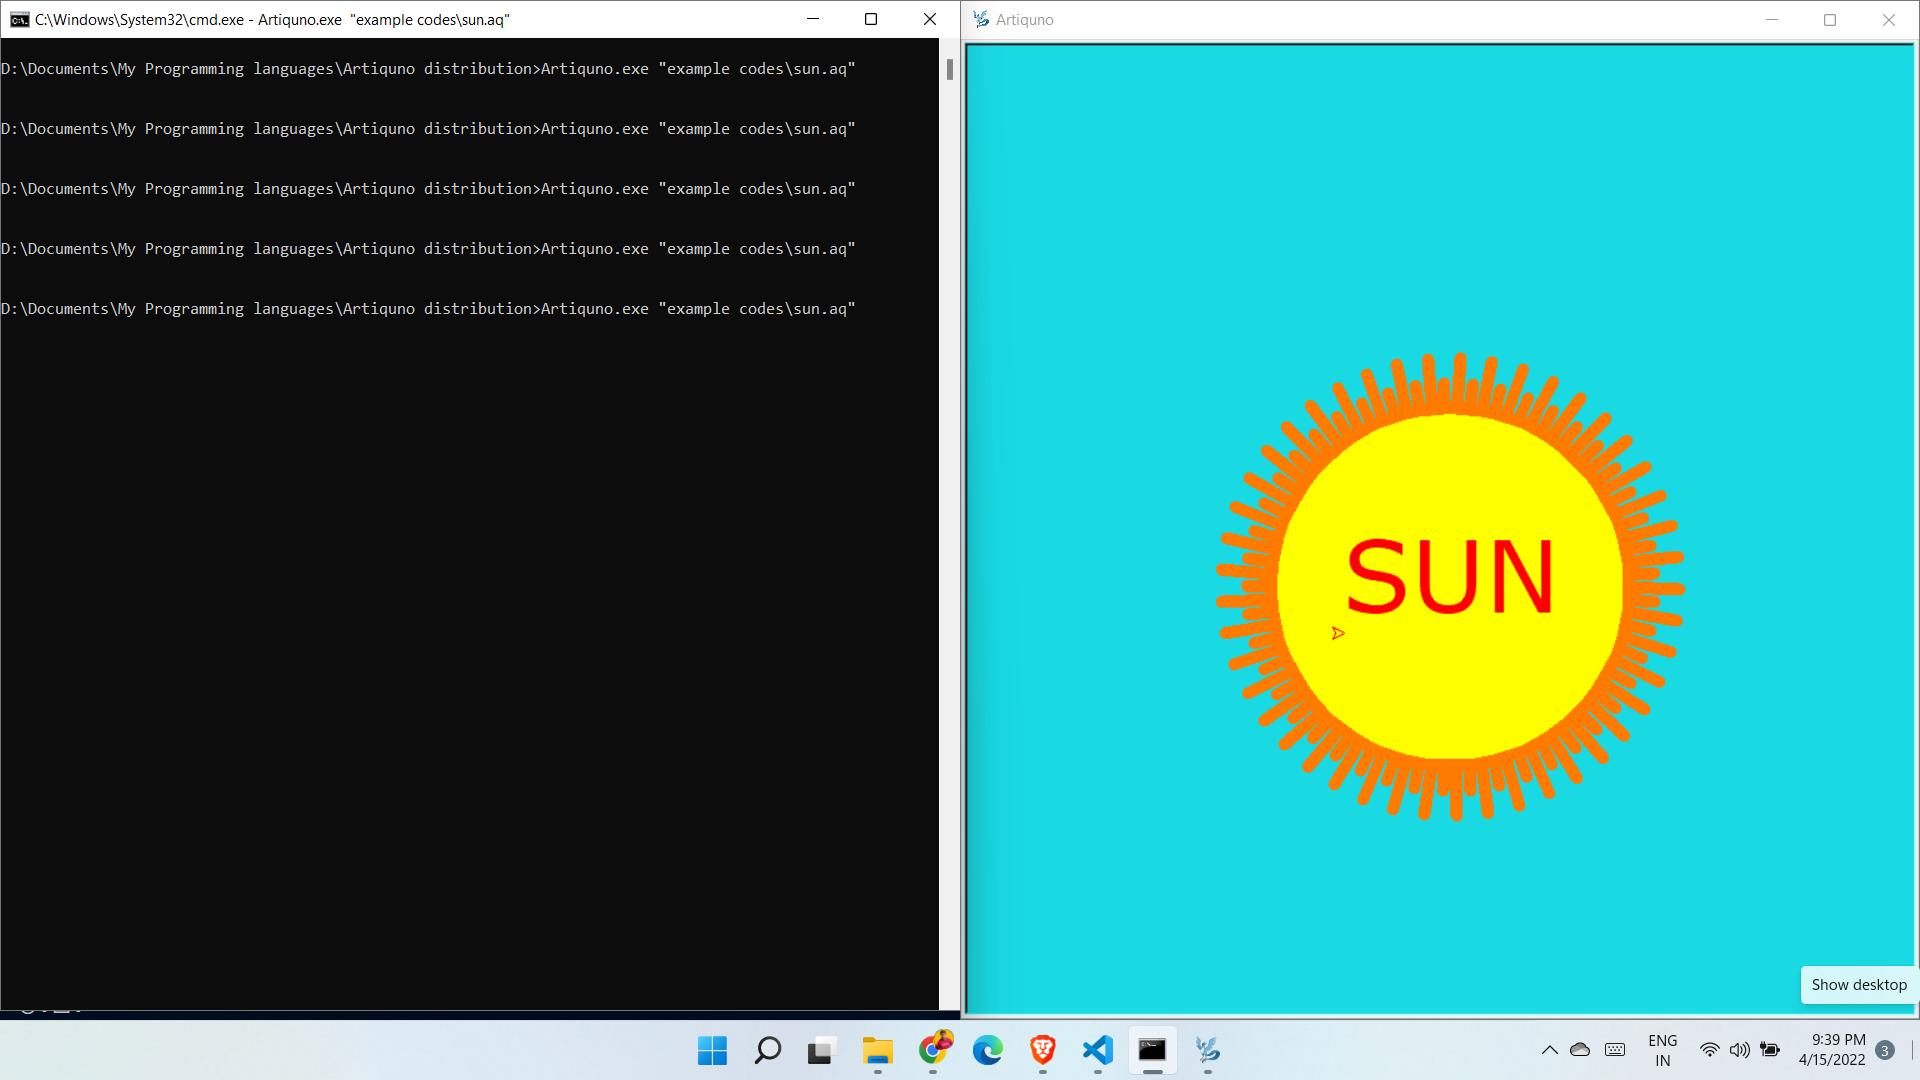 C:\Windows\System32\cmd.exe - Artiquno.exe "example codes\sun.aq"
D:\Documents\My Programming languages\Artiquno distribution>Artiquno.exe "example codes\sun.aq"
D:\Documents\My Programming languages\Artiquno distribution>Artiquno.exe "example codes\sun.aq"
D:\Documents\My Programming languages\Artiquno distribution>Artiquno.exe "example codes\sun.aq"
D:\Documents\My Programming languages\Artiquno distribution>Artiquno.exe "example codes\sun.aq"
D:\Documents\My Programming languages\Artiquno distribution>Artiquno.exe "example codes\sun.aq"
Artiquno
SUN
Show desktop
ENG
IN
9:39 PM
4/15/2022
3